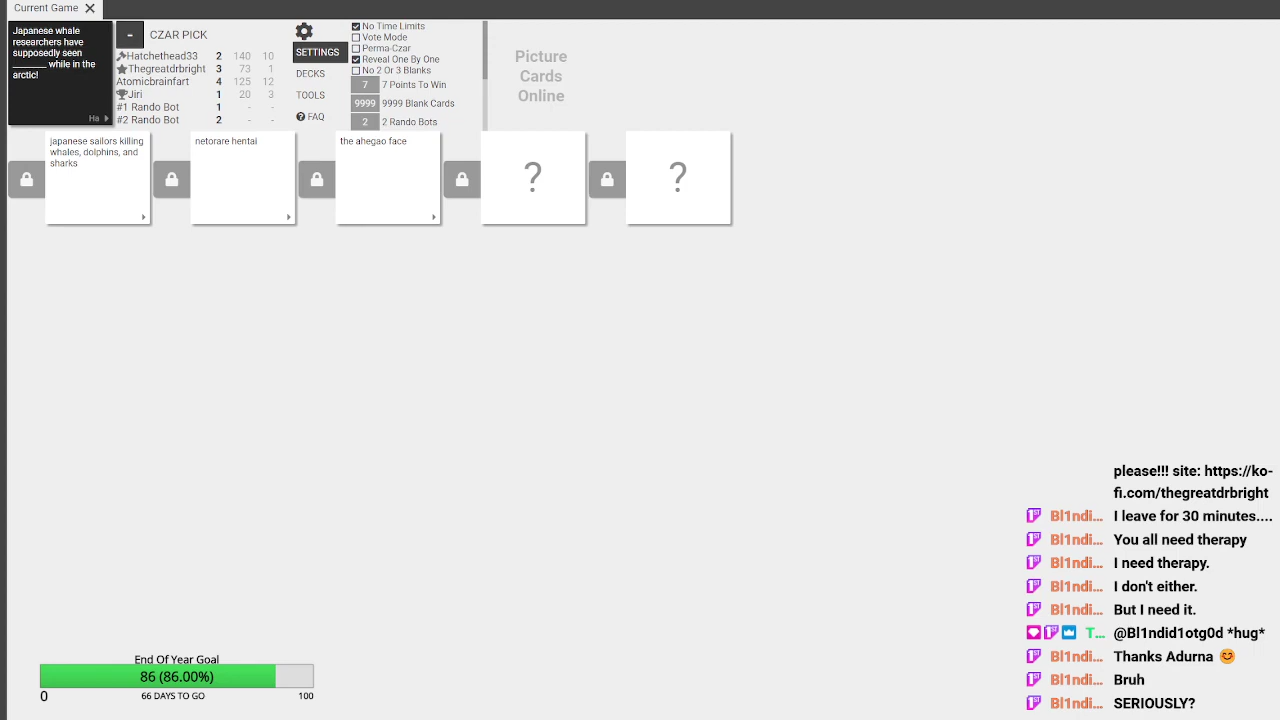 Current Game
Japanese whale
researchers have
supposedly seen
______ while in the
arctic!
Ha
-
CZAR PICK
Hatchethead33 2 140 10
Thegreatdrbright 3 73 1
Atomicbrainfart 4 125 12
Jiri 1 20 3
#1 Rando Bot 1 - -
#2 Rando Bot 2 - -
SETTINGS
DECKS
TOOLS
FAQ
No Time Limits
Vote Mode
Perma-Czar
Reveal One By One
No 2 Or 3 Blanks
7 7 Points To Win
9999 9999 Blank Cards
2 2 Rando Bots
Picture
Cards
Online
japanese sailors killing
whales, dolphins, and
sharks
netorare hentai
the ahegao face
?
?
please!!! site: https://ko-
fi.com/thegreatdrbright
Bl1ndi... I leave for 30 minutes....
Bl1ndi... You all need therapy
Bl1ndi... I need therapy.
Bl1ndi... I don't either.
Bl1ndi... But I need it.
T... @Bl1ndid1otg0d *hug*
Bl1ndi... Thanks Adurna 😊
Bl1ndi... Bruh
Bl1ndi... SERIOUSLY?
End Of Year Goal
86 (86.00%)
0 66 DAYS TO GO 100